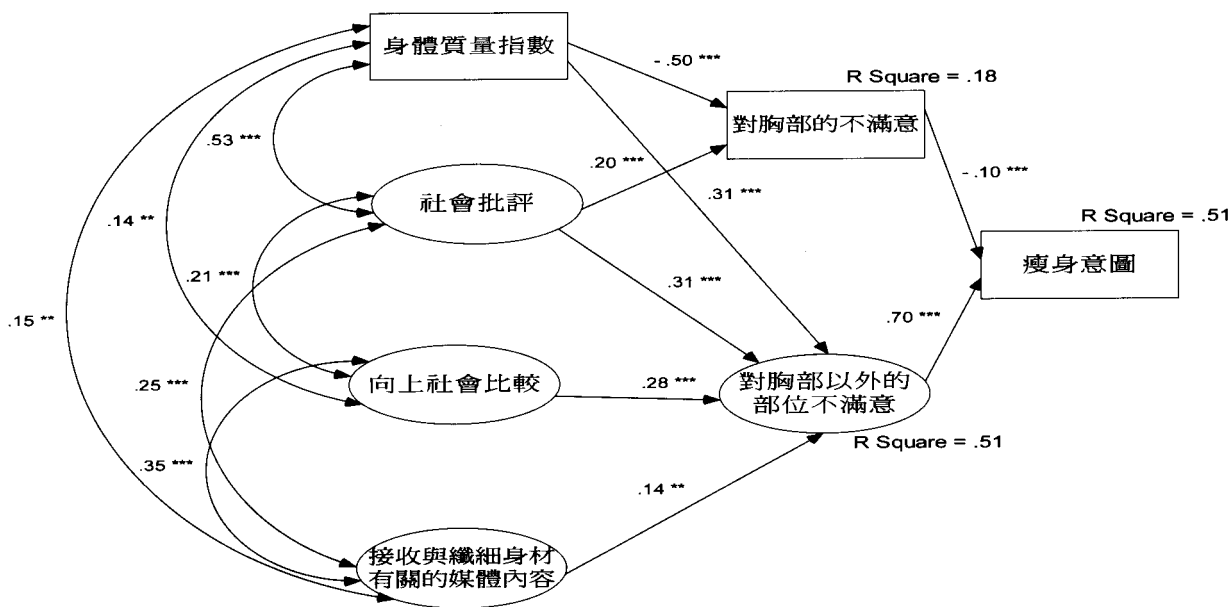 身體質量指數
- .50 ***
R Square = .18
對胸部的不滿意
.53 ***
.20 ***
- .10 ***
社會批評
.31 ***
.14 **
R Square = .51
瘦身意圖
.21 ***
.31 ***
.15 **
.70 ***
向上社會比較
.28 ***
對胸部以外的
部位不滿意
.25 ***
R Square = .51
.35 ***
.14 **
接收與纖細身材
有關的媒體內容